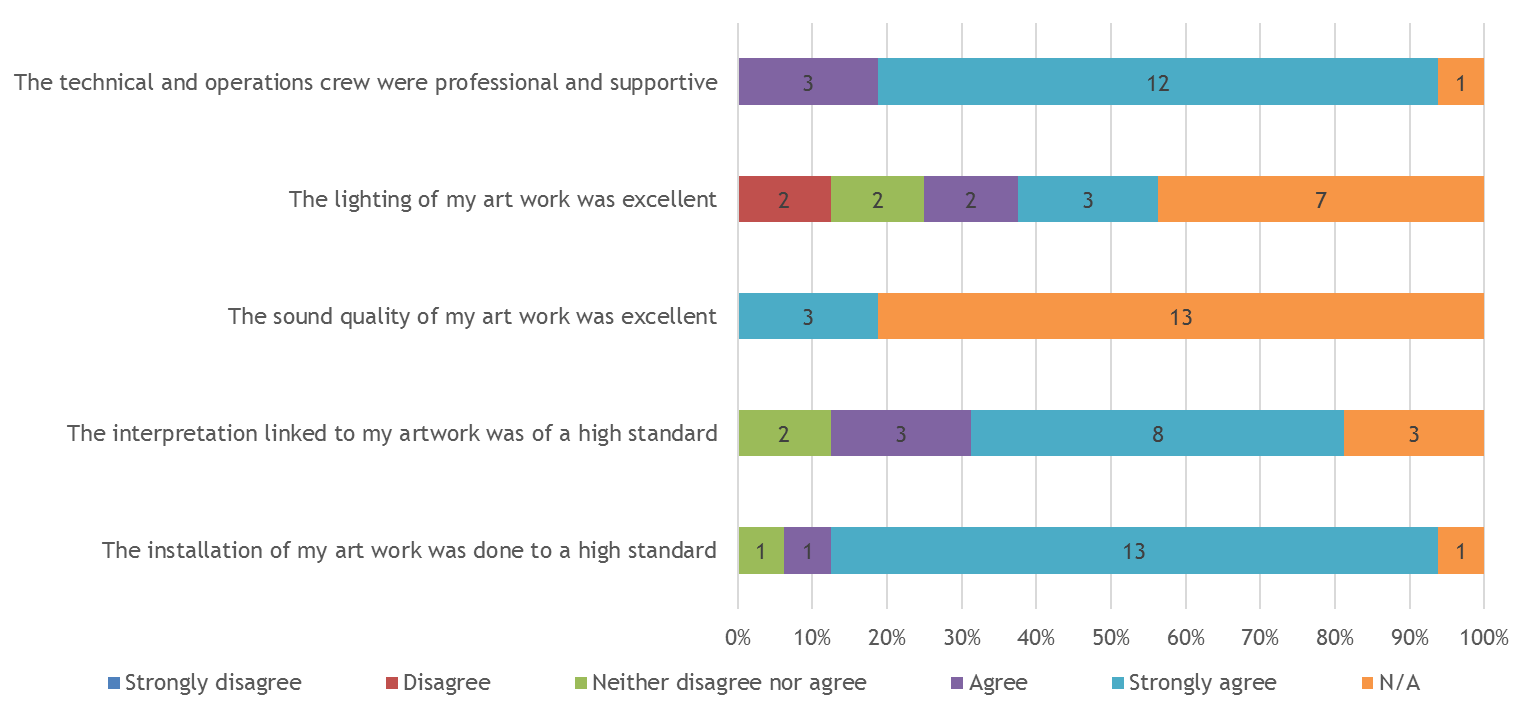 The technical and operations crew were professional and supportive
3 12 1
The lighting of my art work was excellent
2 2 2 3 7
The sound quality of my art work was excellent
3 13
The interpretation linked to my artwork was of a high standard
2 3 8 3
The installation of my art work was done to a high standard
1 1 13 1
0% 10% 20% 30% 40% 50% 60% 70% 80% 90% 100%
Strongly disagree Disagree Neither disagree nor agree Agree Strongly agree N/A